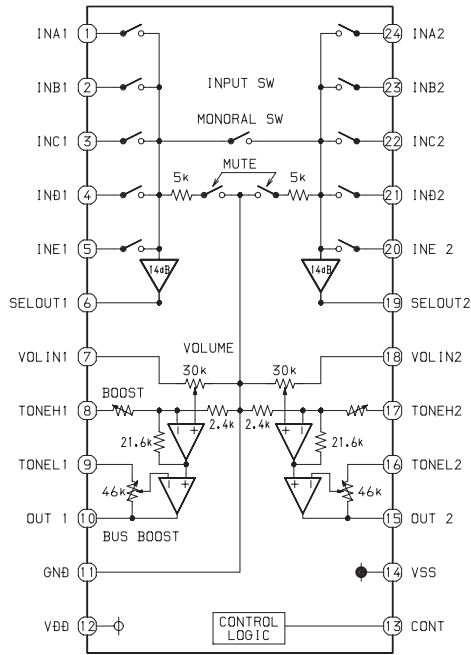 INA1 1 24 INA2
INB1 2 INPUT SW 23 INB2
MONORAL SW
INC1 3 22 INC2
MUTE
5k 5k
IND1 4 21 IND2
INE1 5 20 INE 2
14dB 14dB
SELOUT1 6 19 SELOUT2
VOLUME
VOLIN1 7 18 VOLIN2
30k 30k
BOOST
TONEH1 8 17 TONEH2
2.4k 2.4k
- + + -
21.6k 21.6k
TONEL1 9 16 TONEL2
+ - + -
46k 46k
OUT 1 10 15 OUT 2
BUS BOOST
GND 11 14 VSS
VDD 12 CONTROL 13 CONT
LOGIC